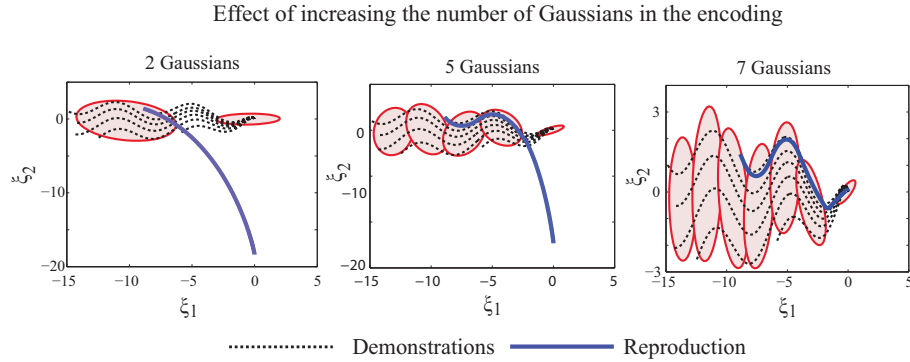 Effect of increasing the number of Gaussians in the encoding
2 Gaussians
5 Gaussians
7 Gaussians
5
0
−10
−20
−15
−10
−5
0
5
ξ2
ξ1
0
−10
−20
−15
−10
−5
0
5
ξ2
ξ1
3
0
−3
−15
−10
−5
0
5
ξ2
ξ1
Demonstrations
Reproduction